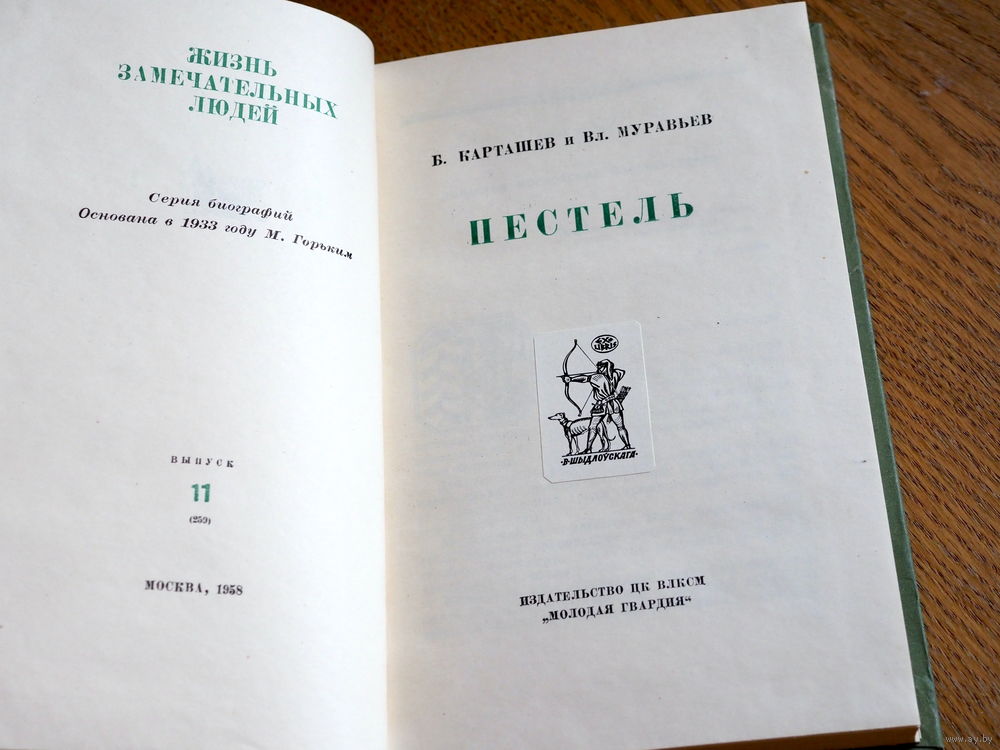 ЖИЗНЬ
ЗАМЕЧАТЕЛЬНЫХ
ЛЮДЕЙ
Серия биографий
Основана в 1933 году М. Горьким
ВЫПУСК
11
(259)
МОСКВА, 1958
Б. КАРТАШЕВ и Вл. МУРАВЬЕВ
ПЕСТЕЛЬ
EX
LIBRIS
·В·ШЫДЛОЎСКАГА·
ИЗДАТЕЛЬСТВО ЦК ВЛКСМ
„МОЛОДАЯ ГВАРДИЯ“
www.ay.by